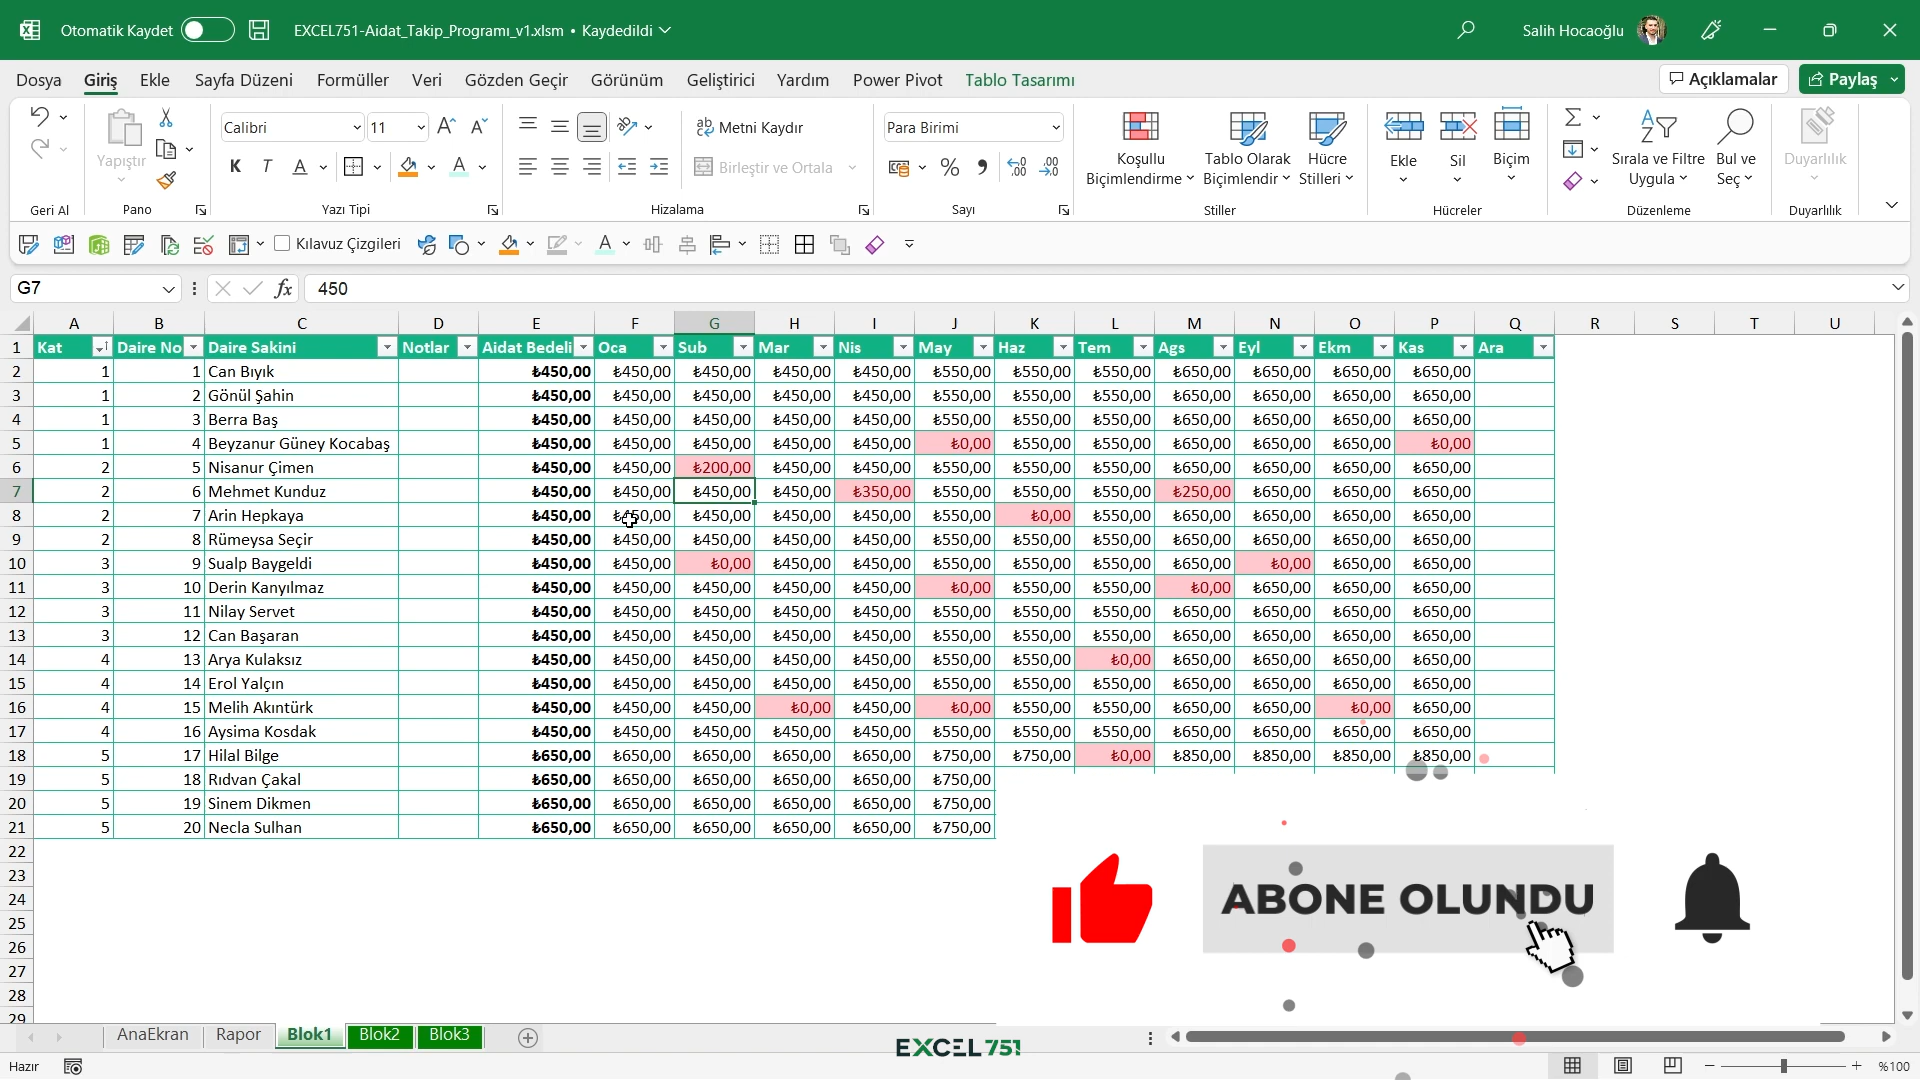 Otomatik Kaydet EXCEL751-Aidat_Takip_Programı_v1.xlsm • Kaydedildi Salih Hocaoğlu
Dosya Giriş Ekle Sayfa Düzeni Formüller Veri Gözden Geçir Görünüm Geliştirici Yardım Power Pivot Tablo Tasarımı Açıklamalar Paylaş
Yapıştır Calibri 11 Metni Kaydır Para Birimi
K T A Birleştir ve Ortala % Koşullu Biçimlendirme Tablo Olarak Biçimlendir Hücre Stilleri Ekle Sil Biçim Sırala ve Filtre Uygula Bul ve Seç Duyarlılık
Geri Al Pano Yazı Tipi Hizalama Sayı Stiller Hücreler Düzenleme Duyarlılık
Kılavuz Çizgileri
G7 fx 450
A B C D E F G H I J K L M N O P Q R S T U
1 Kat Daire No Daire Sakini Notlar Aidat Bedeli Oca Sub Mar Nis May Haz Tem Ags Eyl Ekm Kas Ara
2 1 1 Can Bıyık ₺450,00 ₺450,00 ₺450,00 ₺450,00 ₺450,00 ₺550,00 ₺550,00 ₺550,00 ₺650,00 ₺650,00 ₺650,00 ₺650,00
3 1 2 Gönül Şahin ₺450,00 ₺450,00 ₺450,00 ₺450,00 ₺450,00 ₺550,00 ₺550,00 ₺550,00 ₺650,00 ₺650,00 ₺650,00 ₺650,00
4 1 3 Berra Baş ₺450,00 ₺450,00 ₺450,00 ₺450,00 ₺450,00 ₺550,00 ₺550,00 ₺550,00 ₺650,00 ₺650,00 ₺650,00 ₺650,00
5 1 4 Beyzanur Güney Kocabaş ₺450,00 ₺450,00 ₺450,00 ₺450,00 ₺450,00 ₺0,00 ₺550,00 ₺550,00 ₺650,00 ₺650,00 ₺650,00 ₺0,00
6 2 5 Nisanur Çimen ₺450,00 ₺450,00 ₺200,00 ₺450,00 ₺450,00 ₺550,00 ₺550,00 ₺550,00 ₺650,00 ₺650,00 ₺650,00 ₺650,00
7 2 6 Mehmet Kunduz ₺450,00 ₺450,00 ₺450,00 ₺450,00 ₺350,00 ₺550,00 ₺550,00 ₺550,00 ₺250,00 ₺650,00 ₺650,00 ₺650,00
8 2 7 Arin Hepkaya ₺450,00 ₺450,00 ₺450,00 ₺450,00 ₺450,00 ₺550,00 ₺0,00 ₺550,00 ₺650,00 ₺650,00 ₺650,00 ₺650,00
9 2 8 Rümeysa Seçir ₺450,00 ₺450,00 ₺450,00 ₺450,00 ₺450,00 ₺550,00 ₺550,00 ₺550,00 ₺650,00 ₺650,00 ₺650,00 ₺650,00
10 3 9 Sualp Baygeldi ₺450,00 ₺450,00 ₺0,00 ₺450,00 ₺450,00 ₺550,00 ₺550,00 ₺550,00 ₺650,00 ₺0,00 ₺650,00 ₺650,00
11 3 10 Derin Kanyılmaz ₺450,00 ₺450,00 ₺450,00 ₺450,00 ₺450,00 ₺0,00 ₺550,00 ₺550,00 ₺0,00 ₺650,00 ₺650,00 ₺650,00
12 3 11 Nilay Servet ₺450,00 ₺450,00 ₺450,00 ₺450,00 ₺450,00 ₺550,00 ₺550,00 ₺550,00 ₺650,00 ₺650,00 ₺650,00 ₺650,00
13 3 12 Can Başaran ₺450,00 ₺450,00 ₺450,00 ₺450,00 ₺450,00 ₺550,00 ₺550,00 ₺550,00 ₺650,00 ₺650,00 ₺650,00 ₺650,00
14 4 13 Arya Kulaksız ₺450,00 ₺450,00 ₺450,00 ₺450,00 ₺450,00 ₺550,00 ₺550,00 ₺0,00 ₺650,00 ₺650,00 ₺650,00 ₺650,00
15 4 14 Erol Yalçın ₺450,00 ₺450,00 ₺450,00 ₺450,00 ₺450,00 ₺550,00 ₺550,00 ₺550,00 ₺650,00 ₺650,00 ₺650,00 ₺650,00
16 4 15 Melih Akıntürk ₺450,00 ₺450,00 ₺450,00 ₺0,00 ₺450,00 ₺0,00 ₺550,00 ₺550,00 ₺650,00 ₺650,00 ₺0,00 ₺650,00
17 4 16 Aysima Kosdak ₺450,00 ₺450,00 ₺450,00 ₺450,00 ₺450,00 ₺550,00 ₺550,00 ₺550,00 ₺650,00 ₺650,00 ₺650,00 ₺650,00
18 5 17 Hilal Bilge ₺650,00 ₺650,00 ₺650,00 ₺650,00 ₺650,00 ₺750,00 ₺750,00 ₺0,00 ₺850,00 ₺850,00 ₺850,00 ₺850,00
19 5 18 Rıdvan Çakal ₺650,00 ₺650,00 ₺650,00 ₺650,00 ₺650,00 ₺750,00
20 5 19 Sinem Dikmen ₺650,00 ₺650,00 ₺650,00 ₺650,00 ₺650,00 ₺750,00
21 5 20 Necla Sulhan ₺650,00 ₺650,00 ₺650,00 ₺650,00 ₺650,00 ₺750,00
22
23
24 ABONE OLUNDU
25
26
27
28
29
AnaEkran Rapor Blok1 Blok2 Blok3 EXCEL 751
Hazır %100